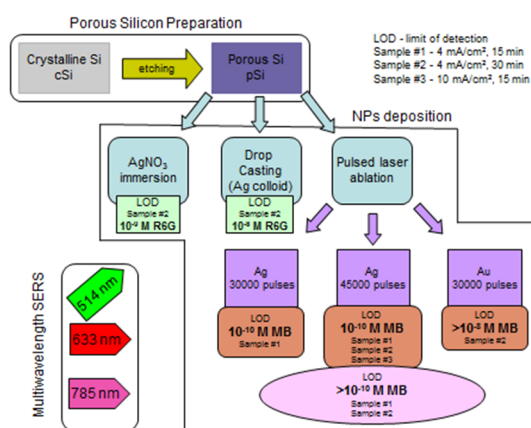 Porous Silicon Preparation
Crystalline Si
cSi
etching
Porous Si
pSi
LOD - limit of detection
Sample #1 - 4 mA/cm², 15 min
Sample #2 - 4 mA/cm², 30 min
Sample #3 - 10 mA/cm², 15 min
NPs deposition
AgNO₃
immersion
LOD
Sample #2
10⁻⁹ M R6G
Drop
Casting
(Ag colloid)
LOD
Sample #2
10⁻⁸ M R6G
Pulsed laser
ablation
Ag
30000 pulses
LOD
10⁻¹⁰ M MB
Sample #1
Ag
45000 pulses
LOD
10⁻¹⁰ M MB
Sample #1
Sample #2
Sample #3
Au
30000 pulses
LOD
>10⁻⁸ M MB
Sample #2
LOD
>10⁻¹⁰ M MB
Sample #1
Sample #2
Multiwavelength SERS
514 nm
633 nm
785 nm